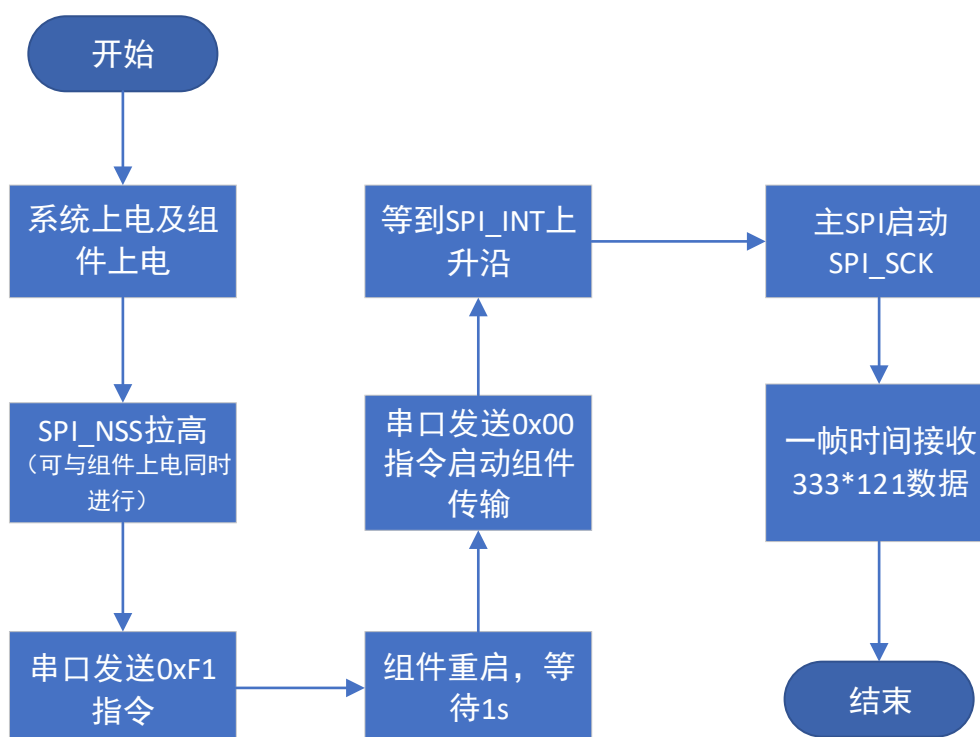 开始
系统上电及组
件上电
SPI_NSS拉高
（可与组件上电同时
进行）
串口发送0xF1
指令
组件重启，等
待1s
串口发送0x00
指令启动组件
传输
等到SPI_INT上
升沿
主SPI启动
SPI_SCK
一帧时间接收
333*121数据
结束